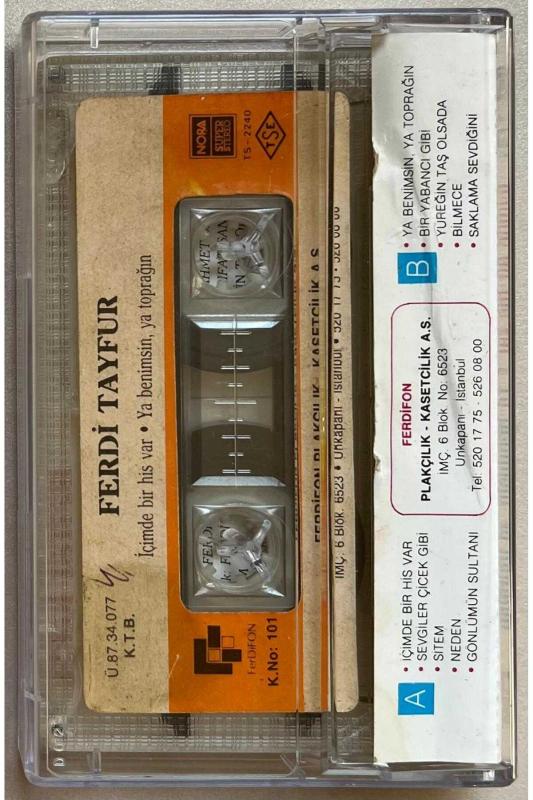 Ü.87.34.077
K.T.B.
FERDİ TAYFUR
İçimde bir his var • Ya benimsin, ya toprağın
FerDİFON
K.No: 101
NORA
SUPER
STEREO
TS-2240
TSE
FERDİFON PLAKÇILIK - KASETÇİLİK A.Ş.
İMÇ. 6 Blok. 6523 • Unkapanı - İstanbul • 520 17 75 • 526 08 00
A
• İÇİMDE BİR HİS VAR
• SEVGİLER ÇİÇEK GİBİ
• SİTEM
• NEDEN
• GÖNLÜMÜN SULTANI
FERDİFON
PLAKÇILIK - KASETCİLİK A.Ş.
İMÇ. 6 Blok No: 6523
Unkapanı - İstanbul
Tel: 520 17 75 - 526 08 00
B
• YA BENİMSİN, YA TOPRAĞIN
• BİR YABANCI GİBİ
• YÜREĞİN TAŞ OLSADA
• BİLMECE
• SAKLAMA SEVDİĞİNİ